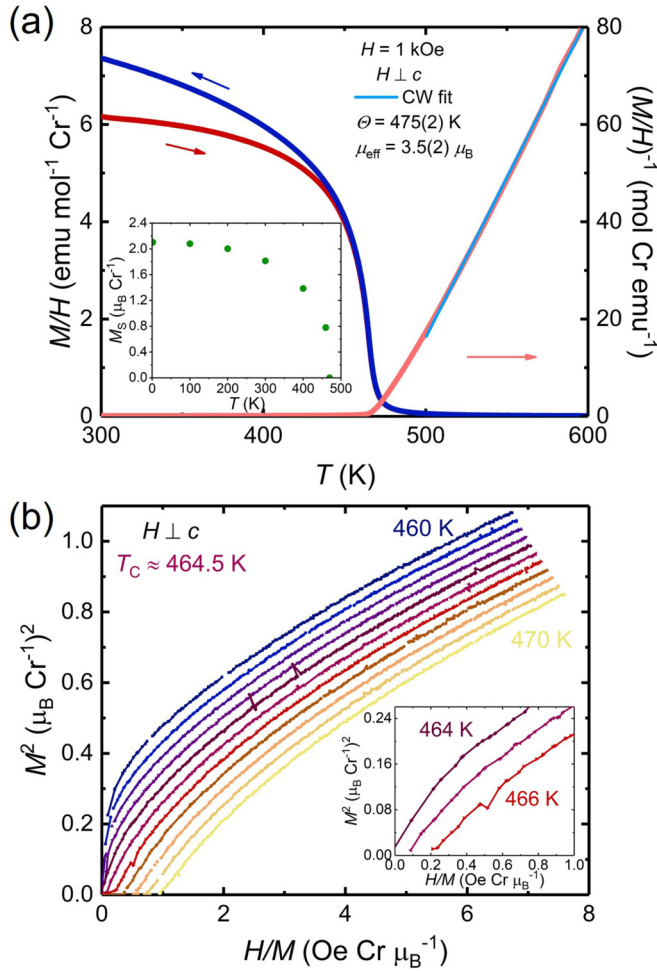 (a)
H = 1 kOe
H ⊥ c
CW fit
Θ = 475(2) K
μeff = 3.5(2) μB
M/H (emu mol⁻¹ Cr⁻¹)
8
6
4
2
0
(M/H)⁻¹ (mol Cr emu⁻¹)
80
60
40
20
0
MS (μB Cr⁻¹)
2.4
2.0
1.6
1.2
0.8
0.4
0.0
0 100 200 300 400 500
T (K)
300 400 500 600
T (K)
(b)
H ⊥ c
TC ≈ 464.5 K
460 K
470 K
M² (μB Cr⁻¹)²
1.0
0.8
0.6
0.4
0.2
0.0
464 K
466 K
M² (μB Cr⁻¹)²
0.24
0.16
0.08
0.00
0.0 0.2 0.4 0.6 0.8 1.0
H/M (Oe Cr μB⁻¹)
0 2 4 6 8
H/M (Oe Cr μB⁻¹)